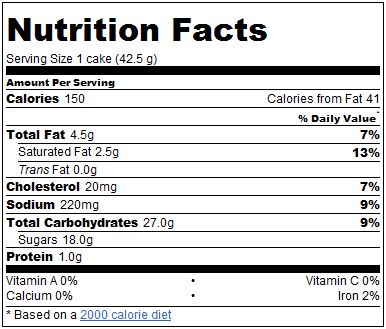 Nutrition Facts
Serving Size 1 cake (42.5 g)
Amount Per Serving
Calories 150 Calories from Fat 41
% Daily Value*
Total Fat 4.5g 7%
Saturated Fat 2.5g 13%
Trans Fat 0.0g
Cholesterol 20mg 7%
Sodium 220mg 9%
Total Carbohydrates 27.0g 9%
Sugars 18.0g
Protein 1.0g
Vitamin A 0% • Vitamin C 0%
Calcium 0% • Iron 2%
* Based on a 2000 calorie diet